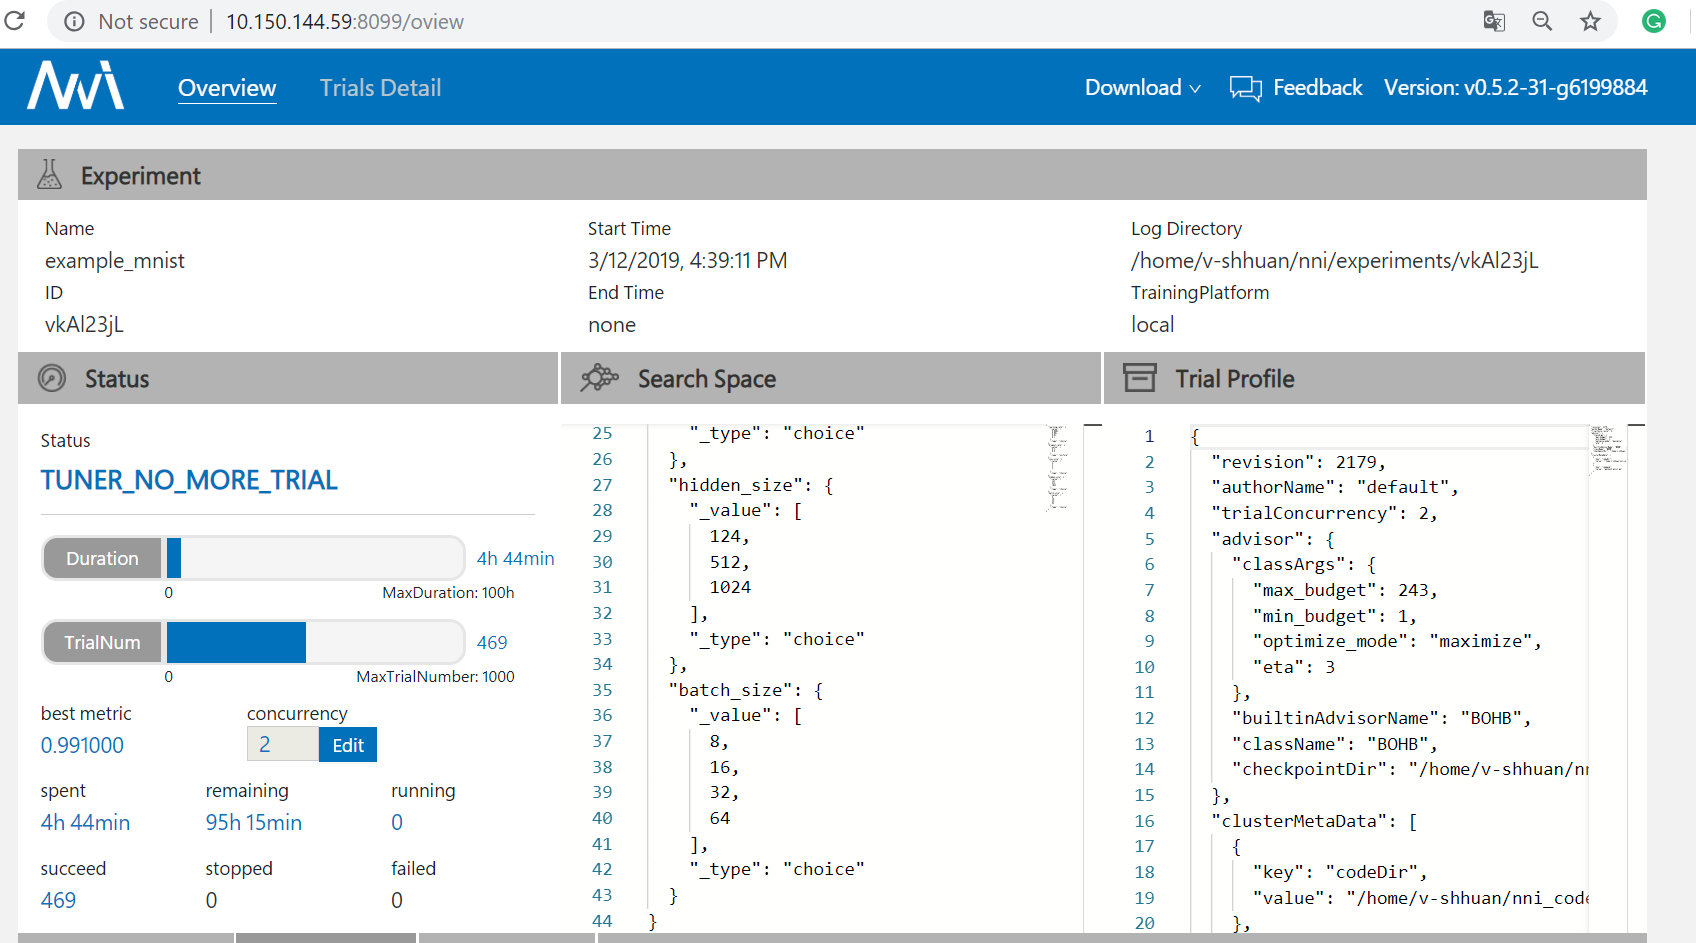 Not secure | 10.150.144.59:8099/oview
NNI Overview Trials Detail Download Feedback Version: v0.5.2-31-g6199884
Experiment
Name Start Time Log Directory
example_mnist 3/12/2019, 4:39:11 PM /home/v-shhuan/nni/experiments/vkAl23jL
ID End Time TrainingPlatform
vkAl23jL none local
Status
Status
TUNER_NO_MORE_TRIAL
Duration 4h 44min
0 MaxDuration: 100h
TrialNum 469
0 MaxTrialNumber: 1000
best metric concurrency
0.991000 2 Edit
spent remaining running
4h 44min 95h 15min 0
succeed stopped failed
469 0 0
Search Space
25 "_type": "choice"
26 },
27 "hidden_size": {
28 "_value": [
29 124,
30 512,
31 1024
32 ],
33 "_type": "choice"
34 },
35 "batch_size": {
36 "_value": [
37 8,
38 16,
39 32,
40 64
41 ],
42 "_type": "choice"
43 }
44 }
Trial Profile
1 {
2 "revision": 2179,
3 "authorName": "default",
4 "trialConcurrency": 2,
5 "advisor": {
6 "classArgs": {
7 "max_budget": 243,
8 "min_budget": 1,
9 "optimize_mode": "maximize",
10 "eta": 3
11 },
12 "builtinAdvisorName": "BOHB",
13 "className": "BOHB",
14 "checkpointDir": "/home/v-shhuan/nn
15 },
16 "clusterMetaData": [
17 {
18 "key": "codeDir",
19 "value": "/home/v-shhuan/nni_code
20 },